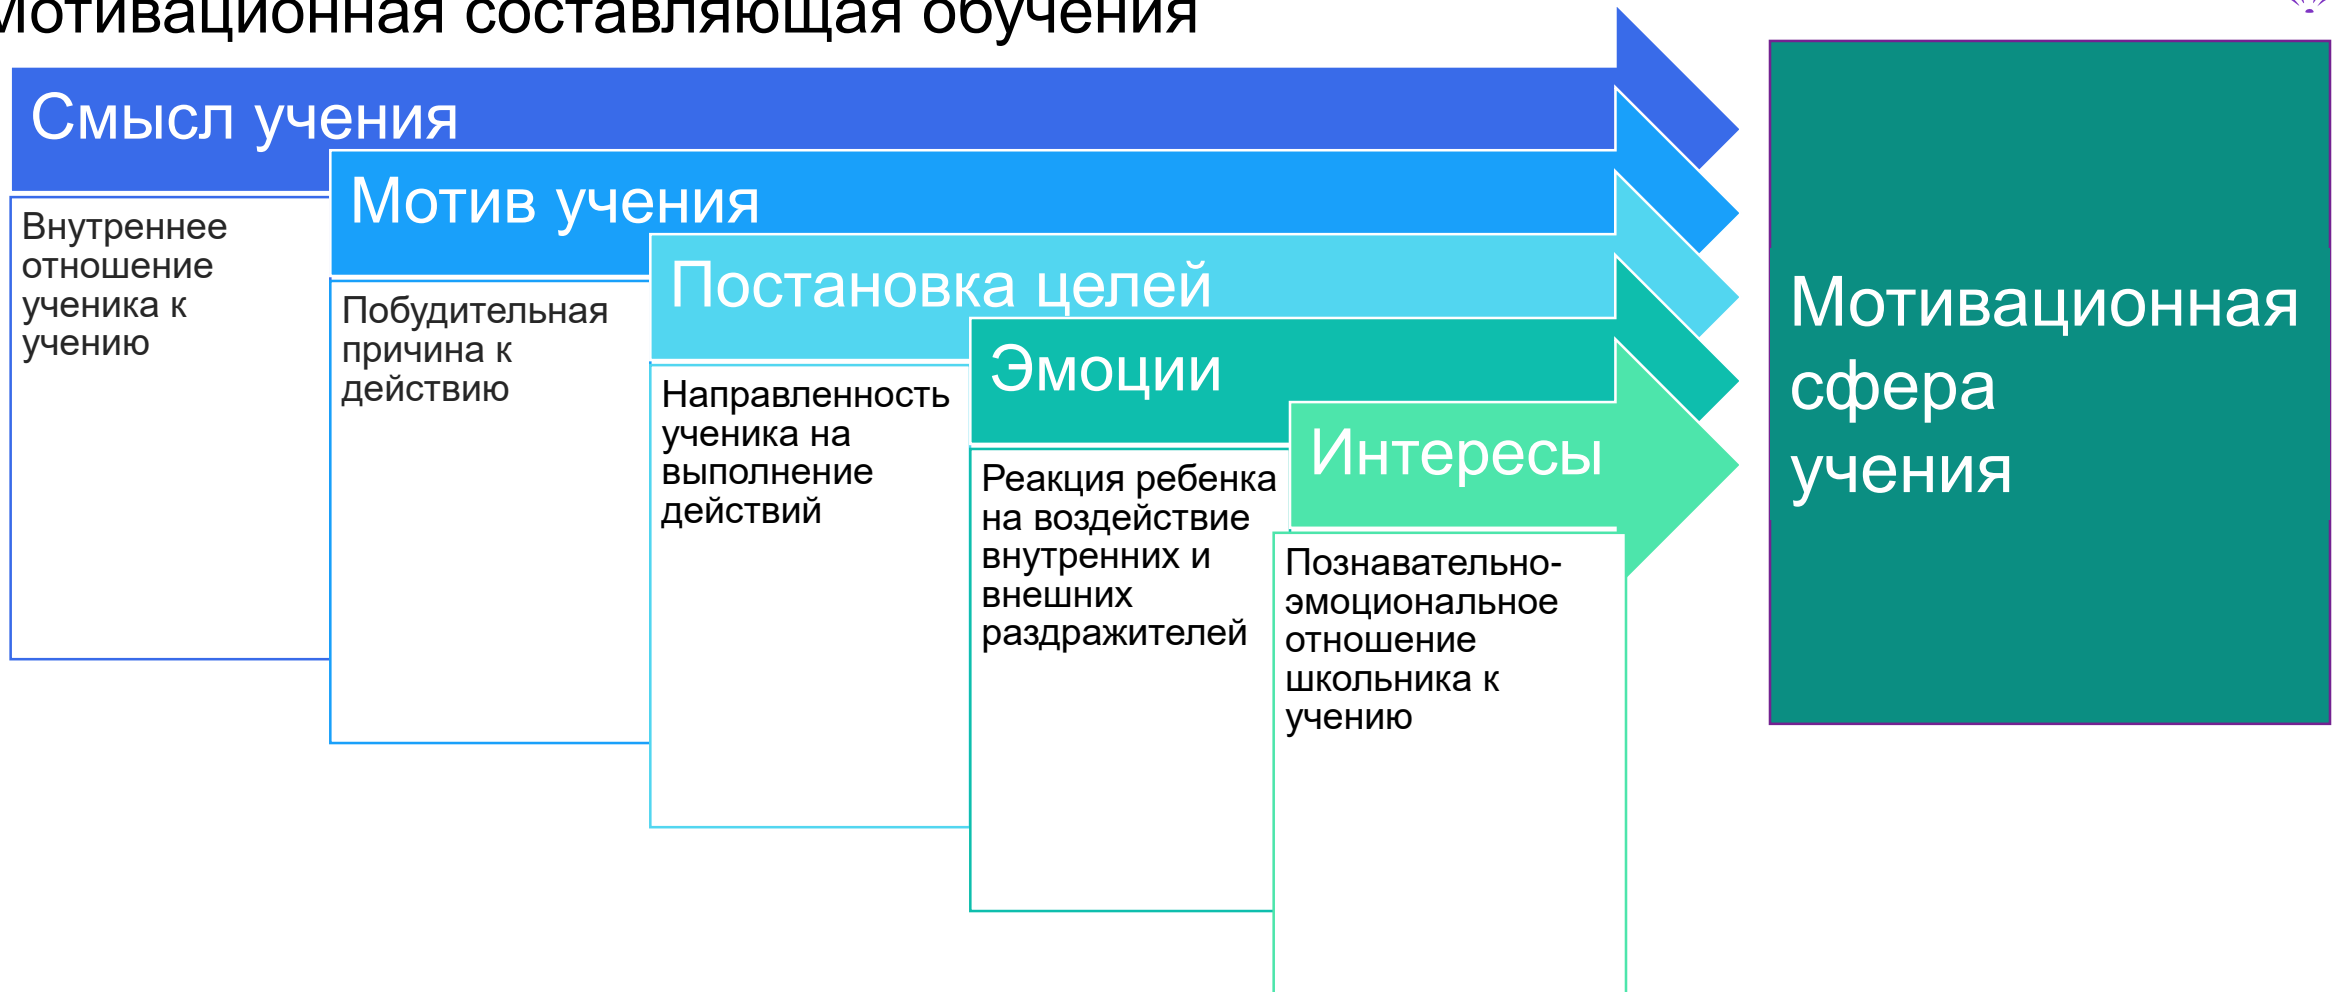 Мотивационная составляющая обучения
Смысл учения
Внутреннее
отношение
ученика к
учению
Мотив учения
Побудительная
причина к
действию
Постановка целей
Направленность
ученика на
выполнение
действий
Эмоции
Реакция ребенка
на воздействие
внутренних и
внешних
раздражителей
Интересы
Познавательно-
эмоциональное
отношение
школьника к
учению
Мотивационная
сфера
учения